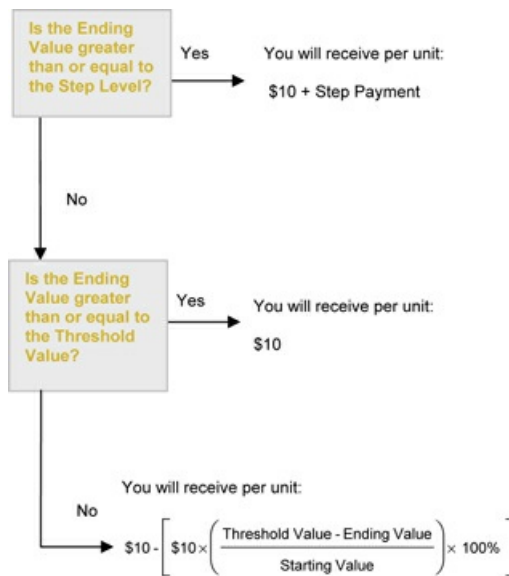 Is the Ending
Value greater
than or equal to
the Step Level?
Yes
You will receive per unit:
$10 + Step Payment
No
Is the Ending
Value greater
than or equal to
the Threshold
Value?
Yes
You will receive per unit:
$10
You will receive per unit:
No
$10 - [ $10 × ( Threshold Value - Ending Value
Starting Value ) × 100% ]